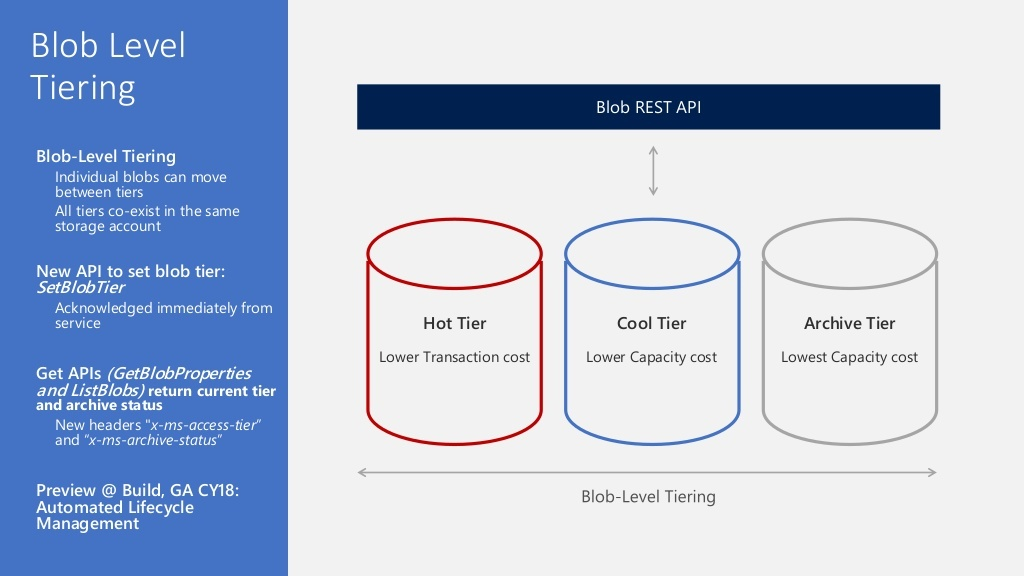 Blob Level
Tiering
Blob-Level Tiering
Individual blobs can move
between tiers
All tiers co-exist in the same
storage account
New API to set blob tier:
SetBlobTier
Acknowledged immediately from
service
Get APIs (GetBlobProperties
and ListBlobs) return current tier
and archive status
New headers "x-ms-access-tier"
and "x-ms-archive-status"
Preview @ Build, GA CY18:
Automated Lifecycle
Management
Blob REST API
Hot Tier
Lower Transaction cost
Cool Tier
Lower Capacity cost
Archive Tier
Lowest Capacity cost
Blob-Level Tiering